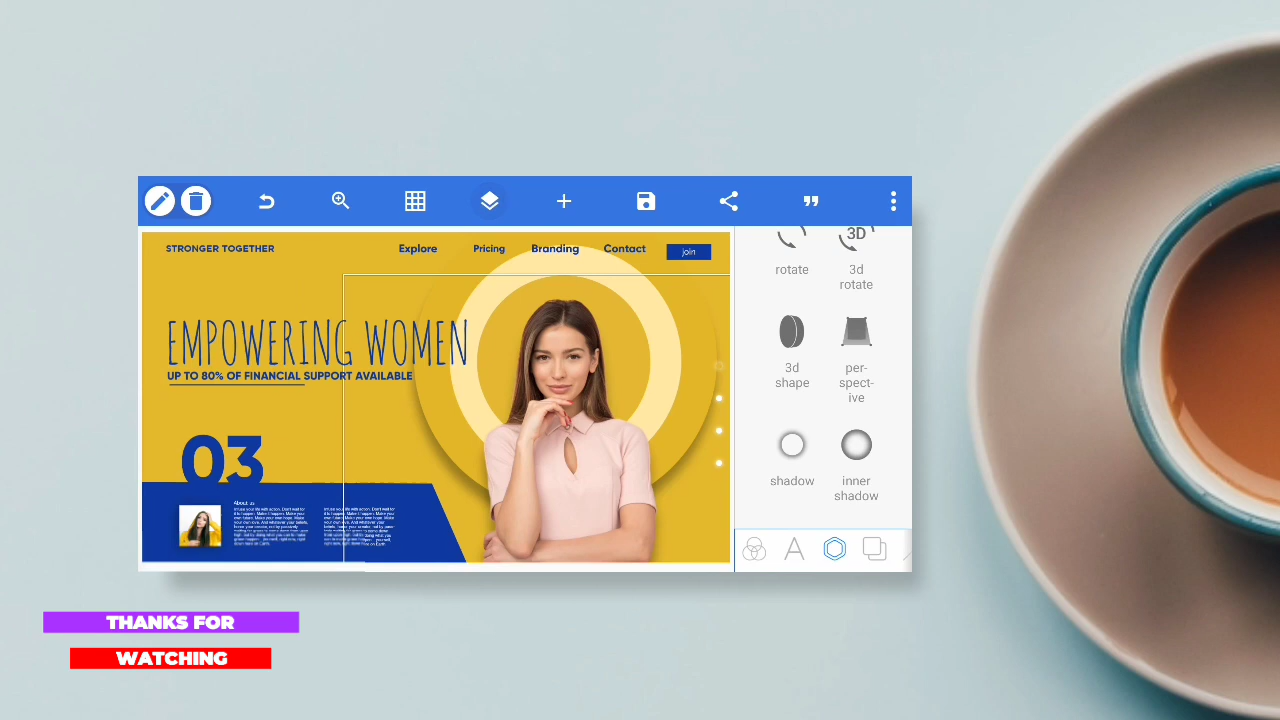 STRONGER TOGETHER
Explore
Pricing
Branding
Contact
join
EMPOWERING WOMEN
UP TO 80% OF FINANCIAL SUPPORT AVAILABLE
03
About us
3D
rotate
3d
rotate
3d
shape
per-
spect-
ive
shadow
inner
shadow
THANKS FOR
WATCHING